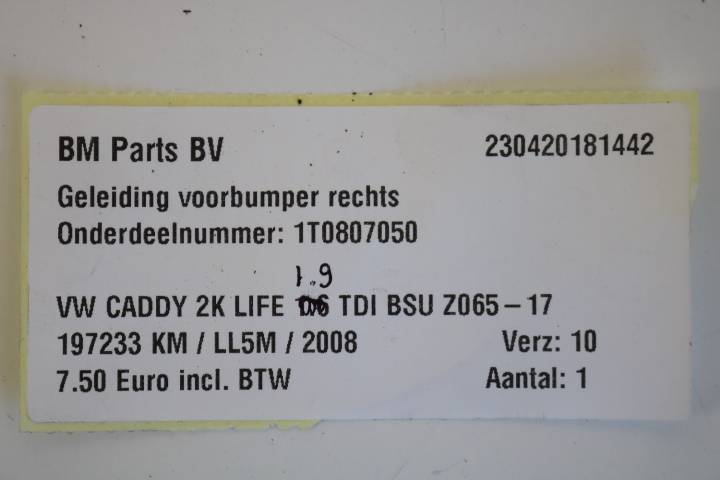 BM Parts BV 230420181442
Geleiding voorbumper rechts
Onderdeelnummer: 1T0807050
1.9
VW CADDY 2K LIFE TDI BSU Z065-17
197233 KM / LL5M / 2008 Verz: 10
7.50 Euro incl. BTW Aantal: 1